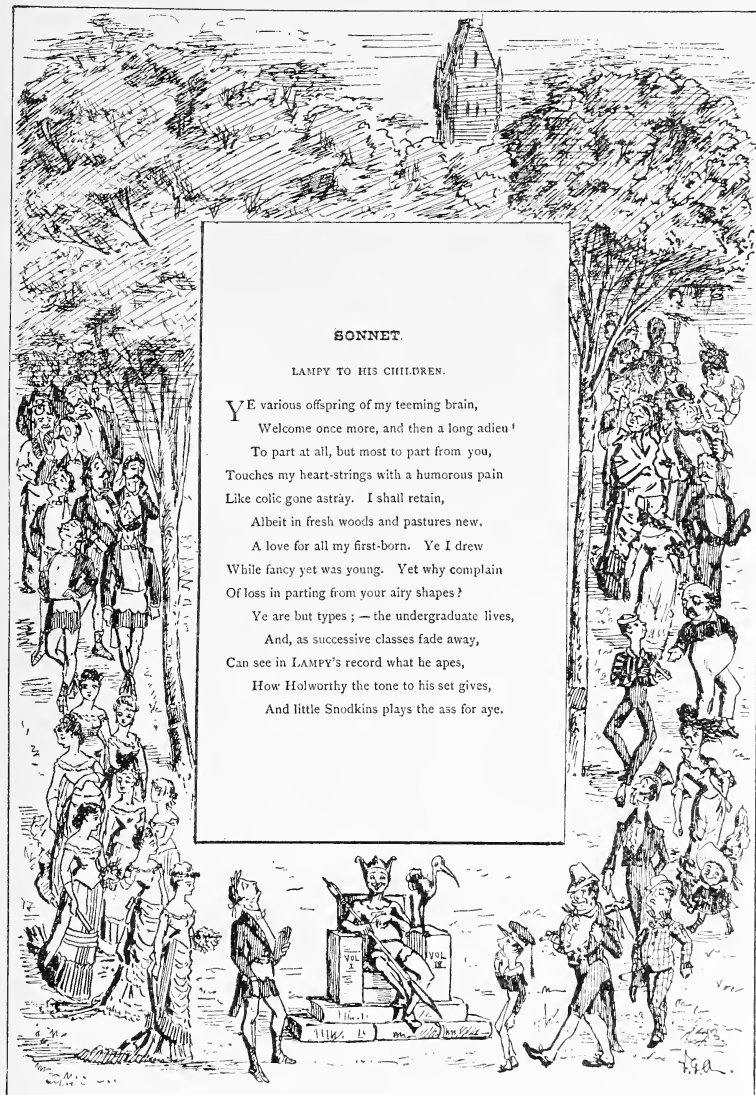 SONNET.
LAMPY TO HIS CHILDREN.
YE various offspring of my teeming brain,
Welcome once more, and then a long adieu!
To part at all, but most to part from you,
Touches my heart-strings with a humorous pain
Like colic gone astray. I shall retain,
Albeit in fresh woods and pastures new,
A love for all my first-born. Ye I drew
While fancy yet was young. Yet why complain
Of loss in parting from your airy shapes?
Ye are but types; — the undergraduate lives,
And, as successive classes fade away,
Can see in LAMPY'S record what he apes,
How Holworthy the tone to his set gives,
And little Snodkins plays the ass for aye.
VOL I
VOL IX